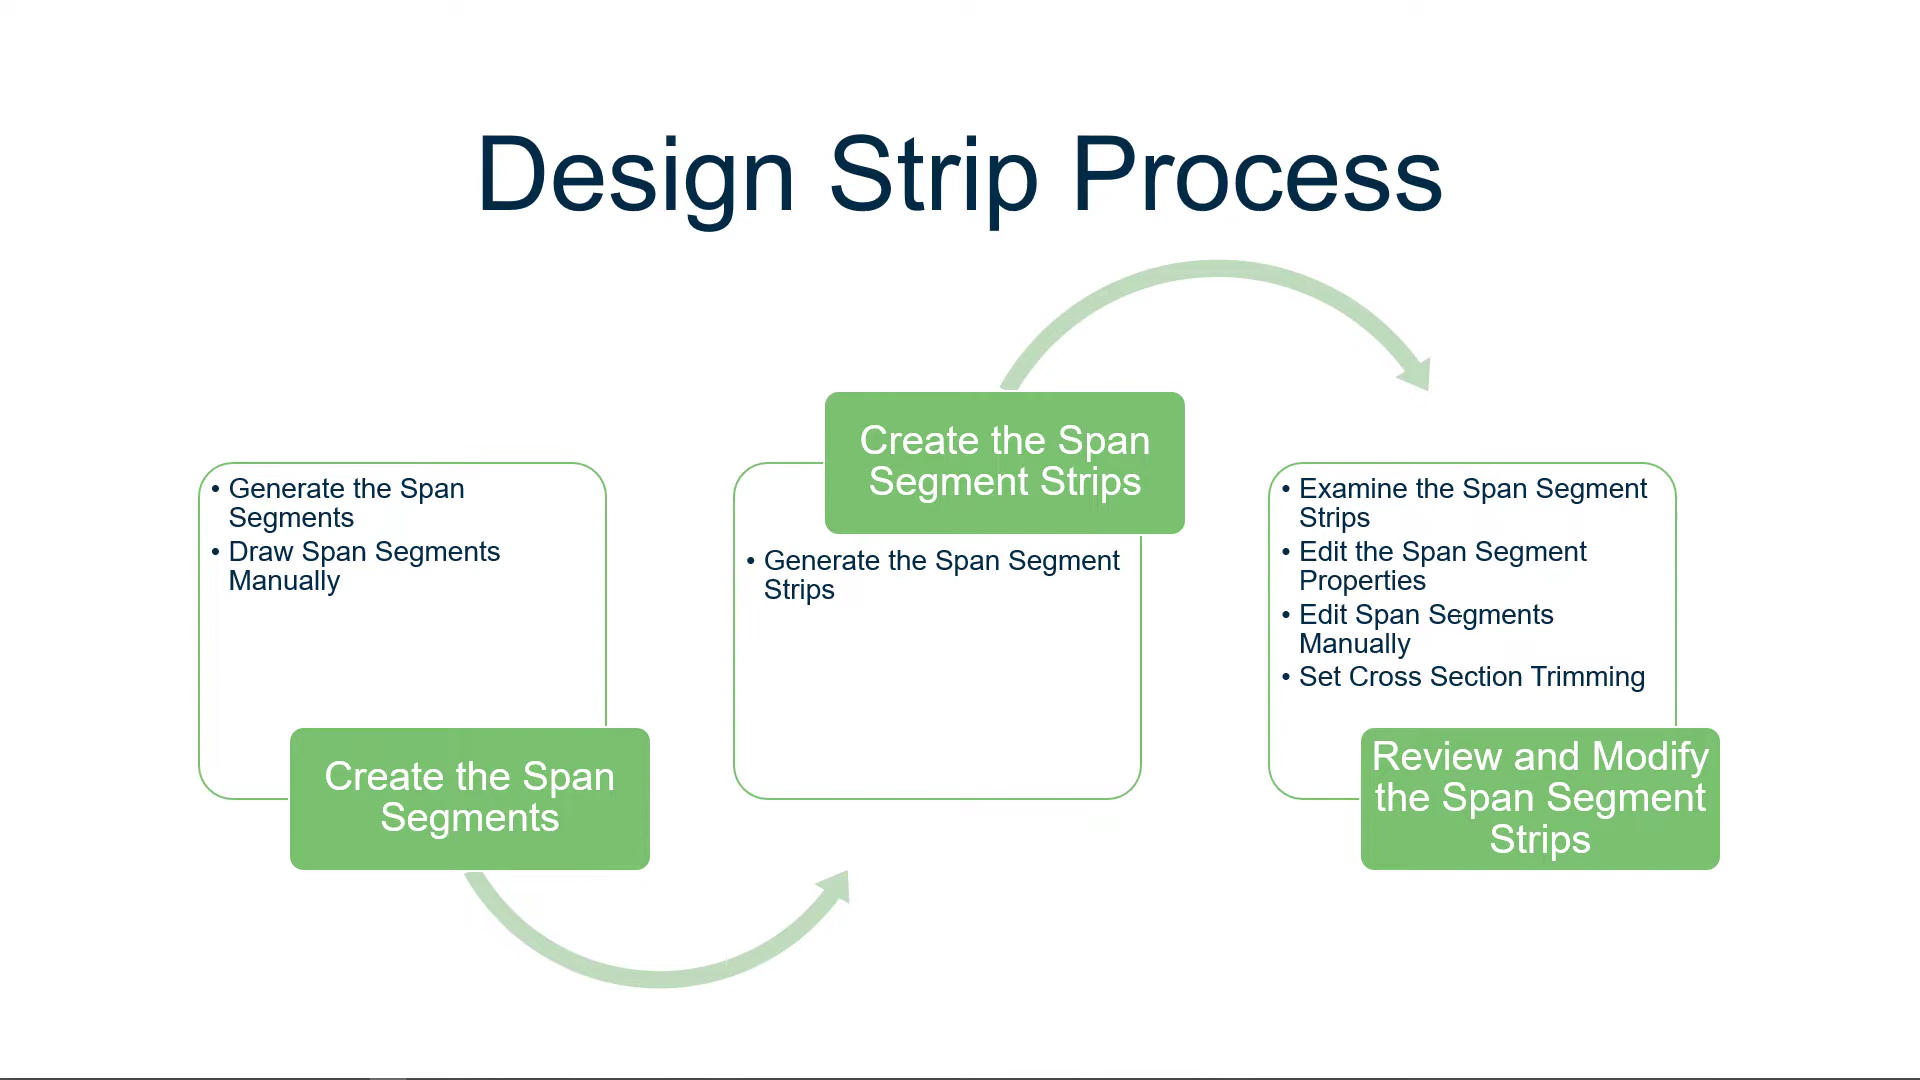 Design Strip Process
• Generate the Span
Segments
• Draw Span Segments
Manually
Create the Span
Segments
Create the Span
Segment Strips
• Generate the Span Segment
Strips
• Examine the Span Segment
Strips
• Edit the Span Segment
Properties
• Edit Span Segments
Manually
• Set Cross Section Trimming
Review and Modify
the Span Segment
Strips